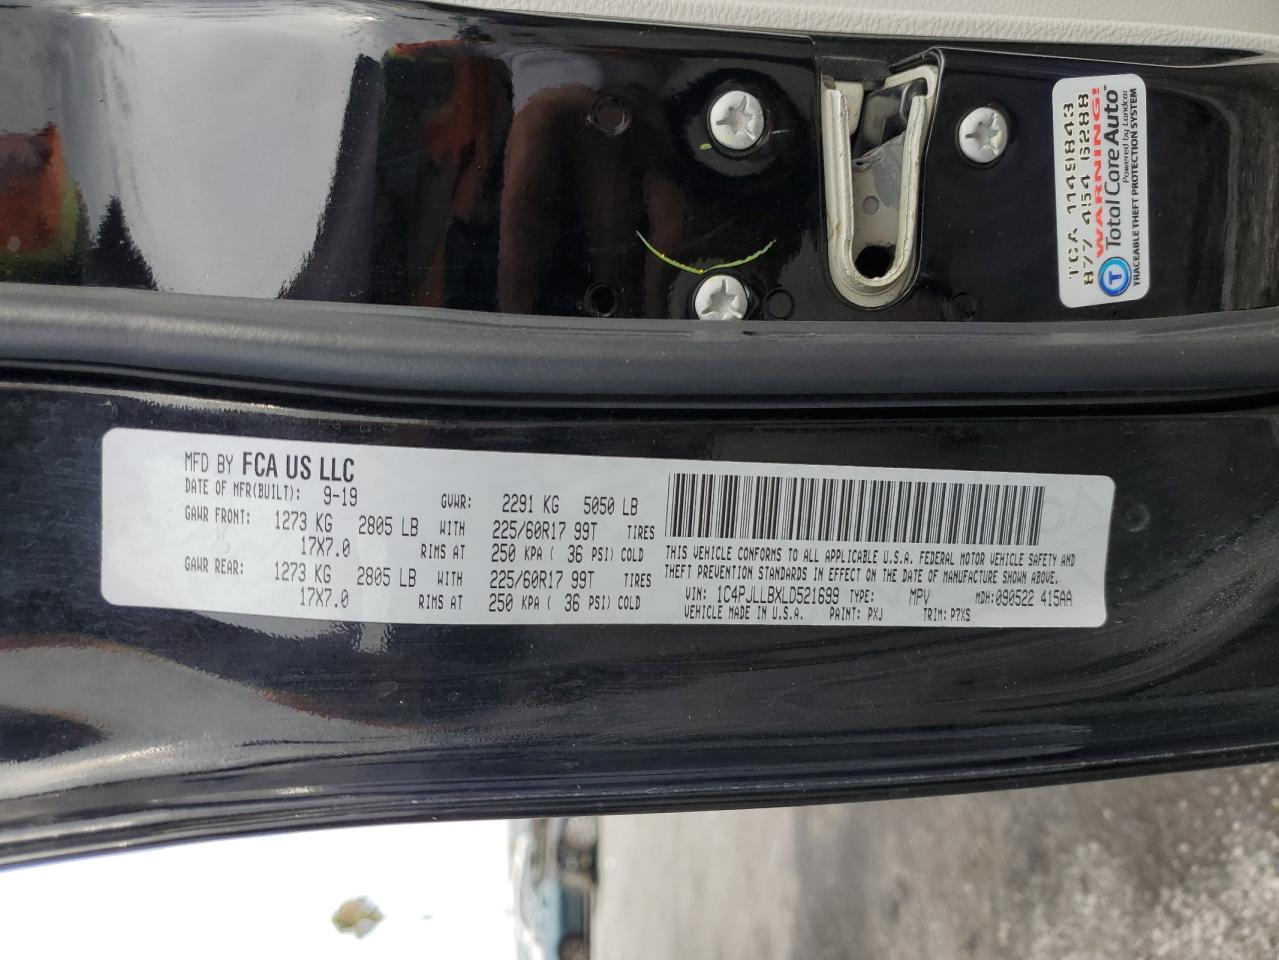 TCA 1149843
877 454 6288
WARNING!
T Total Care Auto™
Powered by Landcar
TRACEABLE THEFT PROTECTION SYSTEM
MFD BY FCA US LLC
DATE OF MFR(BUILT): 9-19 GVWR: 2291 KG 5050 LB
GAWR FRONT: 1273 KG 2805 LB WITH 225/60R17 99T TIRES
17X7.0 RIMS AT 250 KPA ( 36 PSI) COLD
GAWR REAR: 1273 KG 2805 LB WITH 225/60R17 99T TIRES
17X7.0 RIMS AT 250 KPA ( 36 PSI) COLD
THIS VEHICLE CONFORMS TO ALL APPLICABLE U.S.A. FEDERAL MOTOR VEHICLE SAFETY AND
THEFT PREVENTION STANDARDS IN EFFECT ON THE DATE OF MANUFACTURE SHOWN ABOVE.
VIN: 1C4PJLLBXLD521699 TYPE: MPV MDH: 090522 415AA
VEHICLE MADE IN U.S.A. PAINT: PXJ TRIM: P7XS